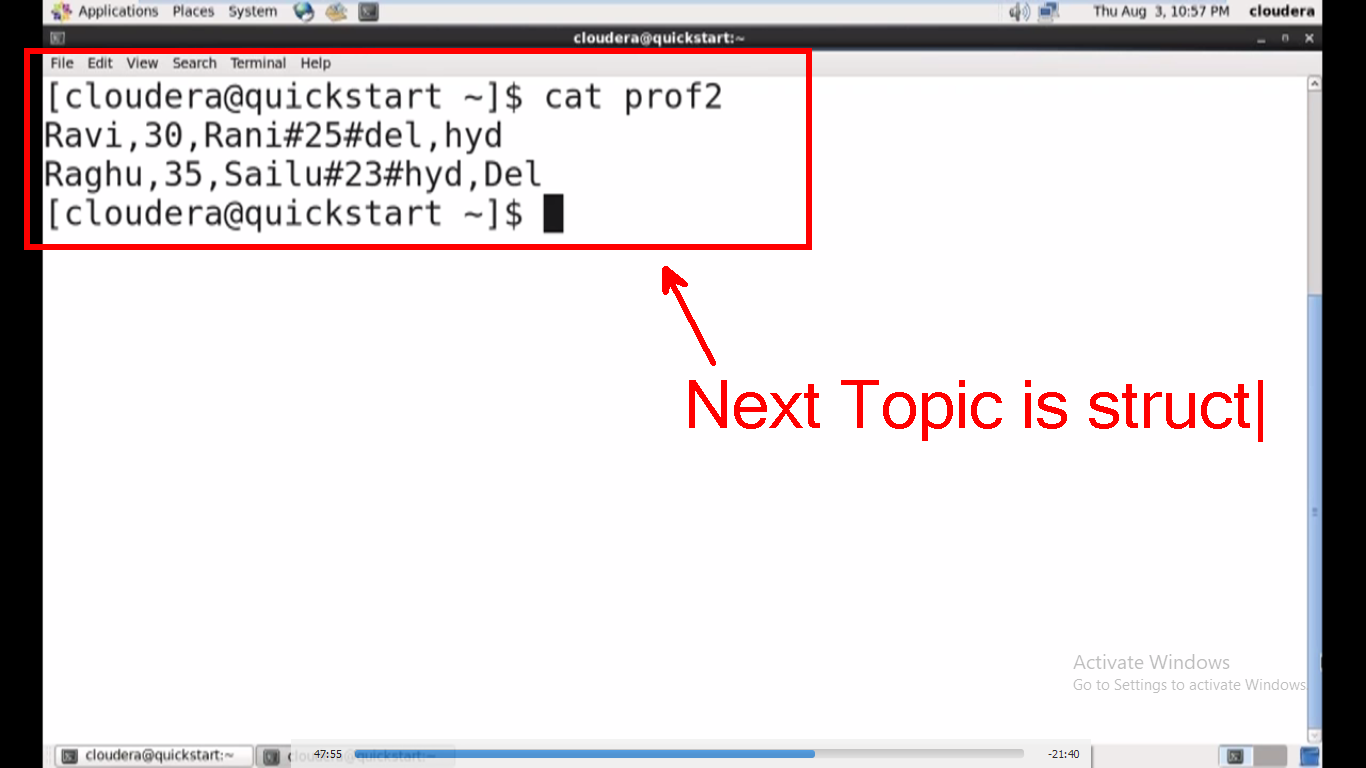 Applications Places System Thu Aug 3, 10:57 PM cloudera
cloudera@quickstart:~
File Edit View Search Terminal Help
[cloudera@quickstart ~]$ cat prof2
Ravi,30,Rani#25#del,hyd
Raghu,35,Sailu#23#hyd,Del
[cloudera@quickstart ~]$
Next Topic is struct
Activate Windows
Go to Settings to activate Windows.
cloudera@quickstart:~ cloudera@quickstart:~
47:55 -21:40